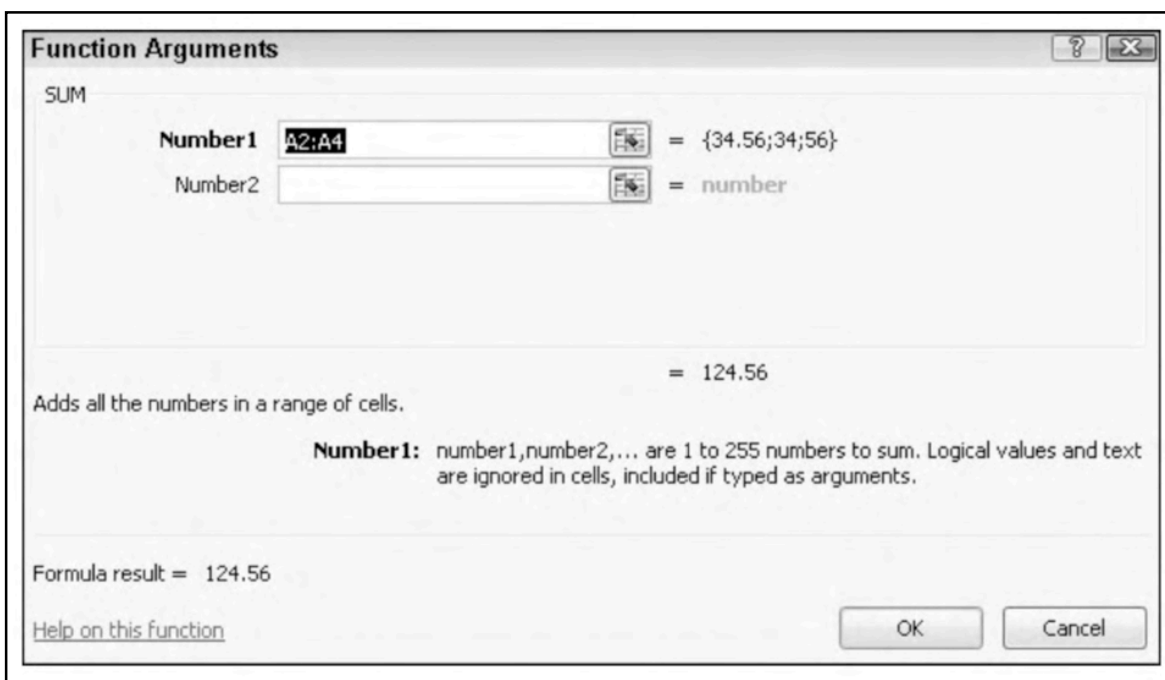 Function Arguments
SUM
Number1 A2:A4 = {34.56;34;56}
Number2 = number
= 124.56
Adds all the numbers in a range of cells.
Number1: number1,number2,... are 1 to 255 numbers to sum. Logical values and text
are ignored in cells, included if typed as arguments.
Formula result = 124.56
Help on this function
OK Cancel